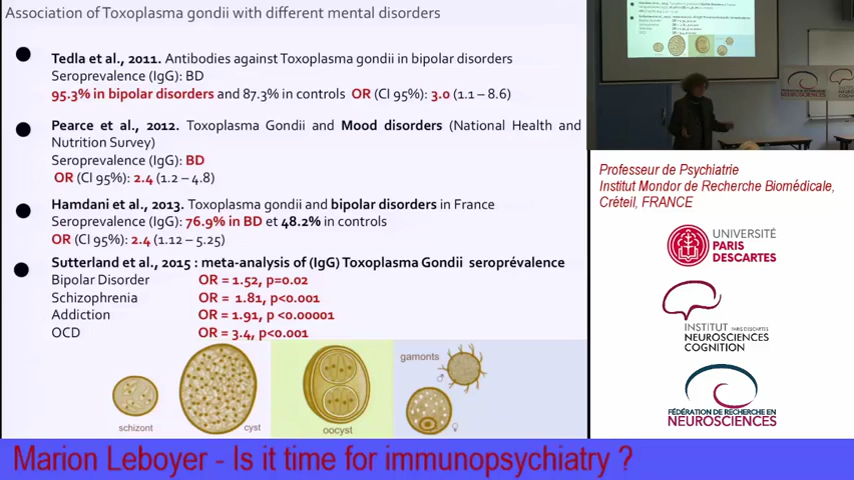 Association of Toxoplasma gondii with different mental disorders
Tedla et al., 2011. Antibodies against Toxoplasma gondii in bipolar disorders
Seroprevalence (IgG): BD
95.3% in bipolar disorders and 87.3% in controls OR (CI 95%): 3.0 (1.1 – 8.6)
Pearce et al., 2012. Toxoplasma Gondii and Mood disorders (National Health and
Nutrition Survey)
Seroprevalence (IgG): BD
OR (CI 95%): 2.4 (1.2 – 4.8)
Hamdani et al., 2013. Toxoplasma gondii and bipolar disorders in France
Seroprevalence (IgG): 76.9% in BD et 48.2% in controls
OR (CI 95%): 2.4 (1.12 – 5.25)
Sutterland et al., 2015 : meta-analysis of (IgG) Toxoplasma Gondii seroprévalence
Bipolar Disorder OR = 1.52, p=0.02
Schizophrenia OR = 1.81, p<0.001
Addiction OR = 1.91, p <0.00001
OCD OR = 3.4, p<0.001
schizont
cyst
oocyst
gamonts
Professeur de Psychiatrie
Institut Mondor de Recherche Biomédicale,
Créteil, FRANCE
UNIVERSITÉ
PARIS
DESCARTES
INSTITUT PARIS DESCARTES
NEUROSCIENCES
COGNITION
FÉDÉRATION DE RECHERCHE EN
NEUROSCIENCES
Marion Leboyer - Is it time for immunopsychiatry ?